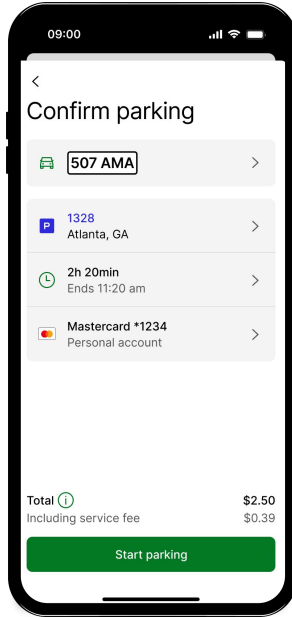 09:00
Confirm parking
507 AMA
P
1328
Atlanta, GA
2h 20min
Ends 11:20 am
Mastercard *1234
Personal account
Total i $2.50
Including service fee $0.39
Start parking